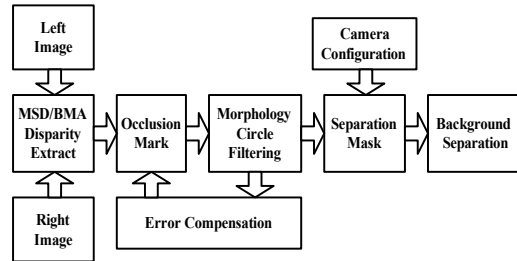 Left
Image
Camera
Configuration
MSD/BMA
Disparity
Extract
Occlusion
Mark
Morphology
Circle
Filtering
Separation
Mask
Background
Separation
Right
Image
Error Compensation